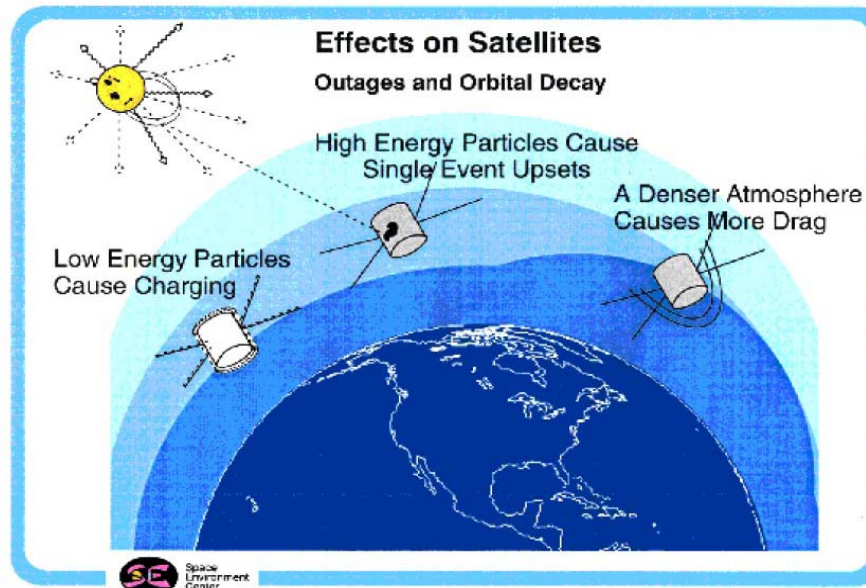 Effects on Satellites
Outages and Orbital Decay
High Energy Particles Cause
Single Event Upsets
A Denser Atmosphere
Causes More Drag
Low Energy Particles
Cause Charging
SE
Space
Environment
Center